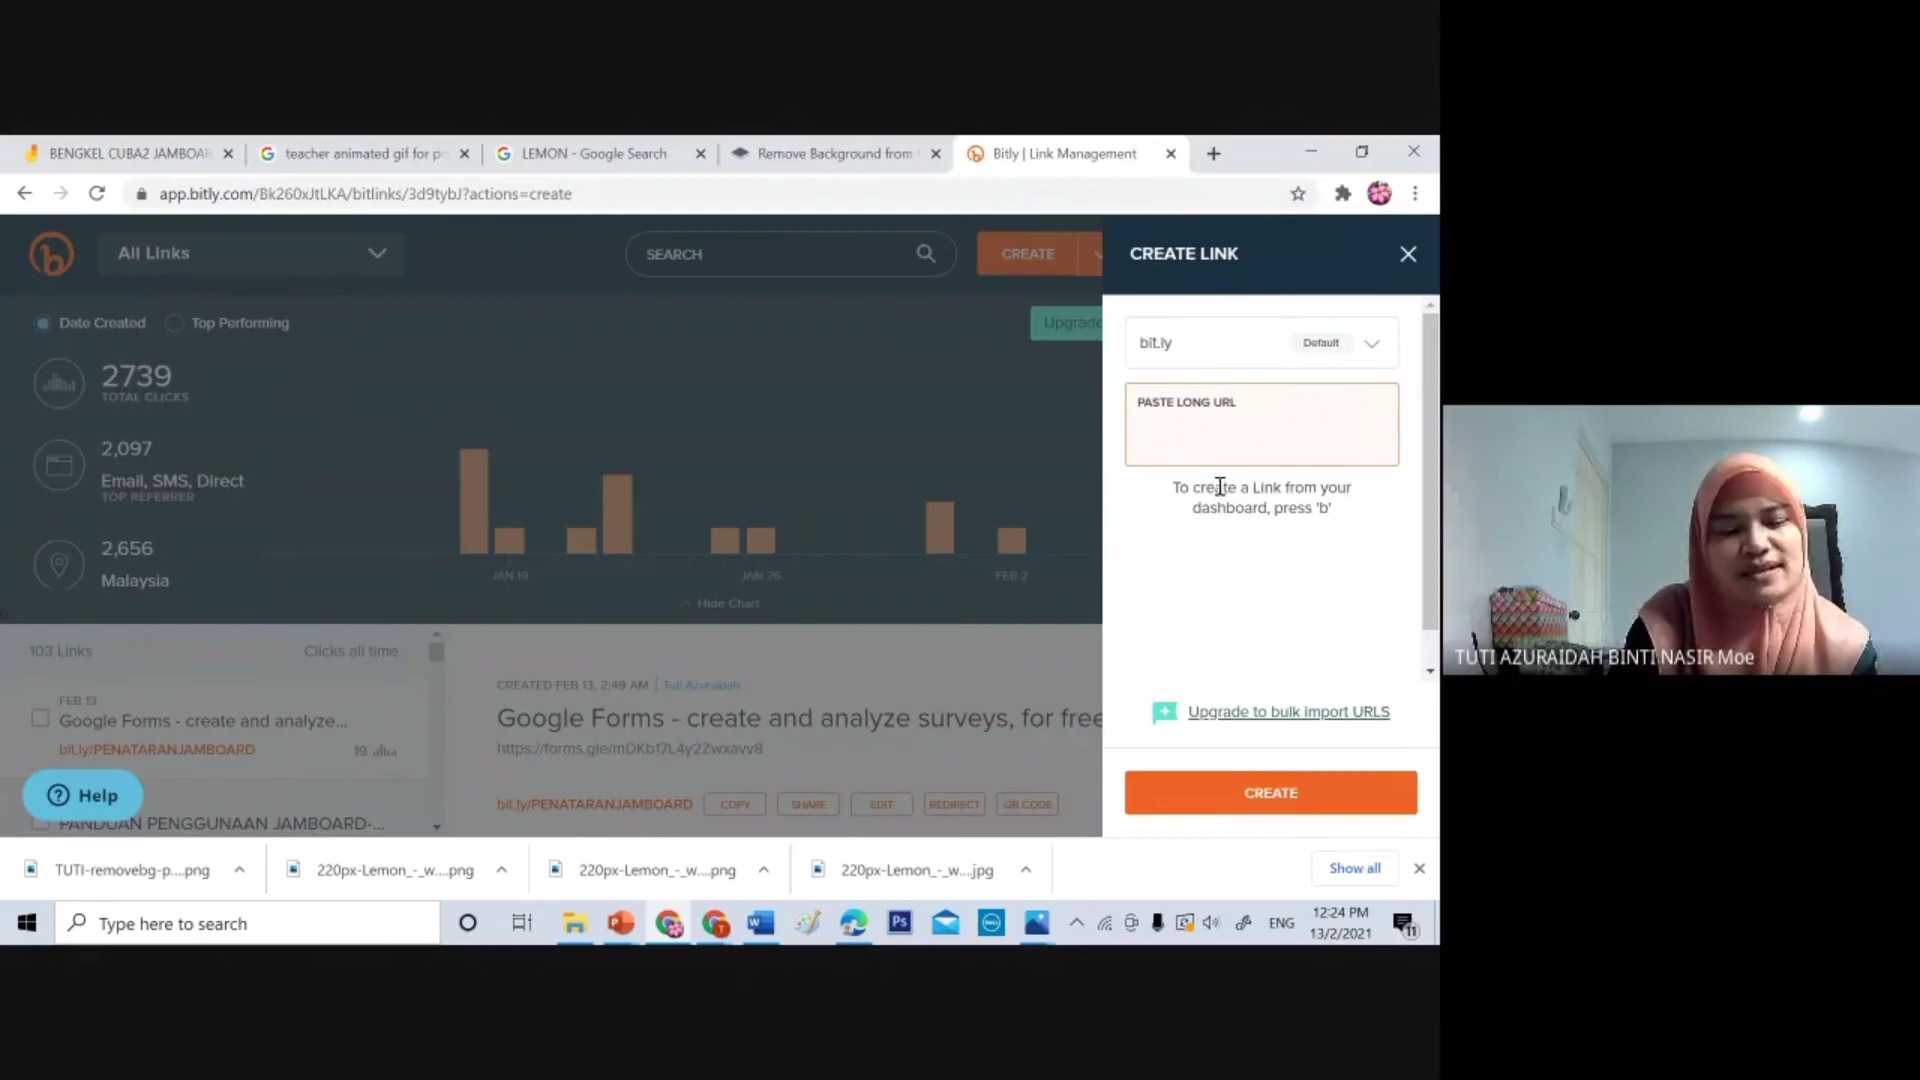 BENGKEL CUBA2 JAMBOAR
teacher animated gif for po
LEMON - Google Search
Remove Background from
Bitly | Link Management
app.bitly.com/Bk260xJtLKA/bitlinks/3d9tybJ?actions=create
All Links
SEARCH
CREATE
CREATE LINK
Date Created
Top Performing
Upgrade
bit.ly
Default
2739
TOTAL CLICKS
PASTE LONG URL
2,097
Email, SMS, Direct
TOP REFERRER
To create a Link from your
dashboard, press 'b'
2,656
Malaysia
JAN 19
JAN 26
FEB 2
Hide Chart
103 Links
Clicks all time
FEB 13
Google Forms - create and analyze...
bit.ly/PENATARANJAMBOARD
19
PANDUAN PENGGUNAAN JAMBOARD-...
Help
CREATED FEB 13, 2:49 AM | Tuti Azuraidah
Google Forms - create and analyze surveys, for free
https://forms.gle/mDKb17L4y2Zwxavv8
bit.ly/PENATARANJAMBOARD
COPY
SHARE
EDIT
REDIRECT
QR CODE
Upgrade to bulk import URLS
CREATE
TUTI AZURAIDAH BINTI NASIR Moe
TUTI-removebg-p....png
220px-Lemon_-_w....png
220px-Lemon_-_w....png
220px-Lemon_-_w....jpg
Show all
Type here to search
Ps
ENG
12:24 PM
13/2/2021
11